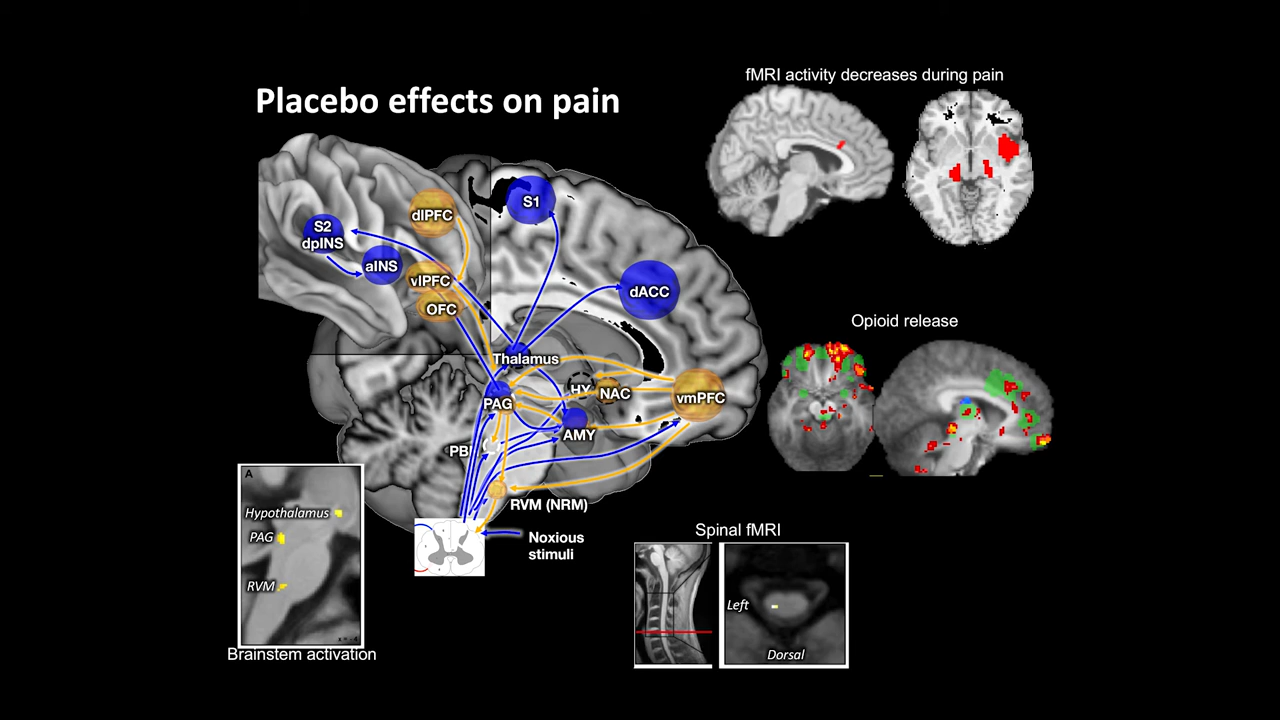 Placebo effects on pain
fMRI activity decreases during pain
S1
dlPFC
S2
dpINS
aINS
vlPFC
OFC
dACC
Opioid release
Thalamus
HY
NAC
PAG
vmPFC
AMY
PB
RVM (NRM)
Noxious
stimuli
A
Hypothalamus
PAG
RVM
Brainstem activation
Spinal fMRI
Left
Dorsal